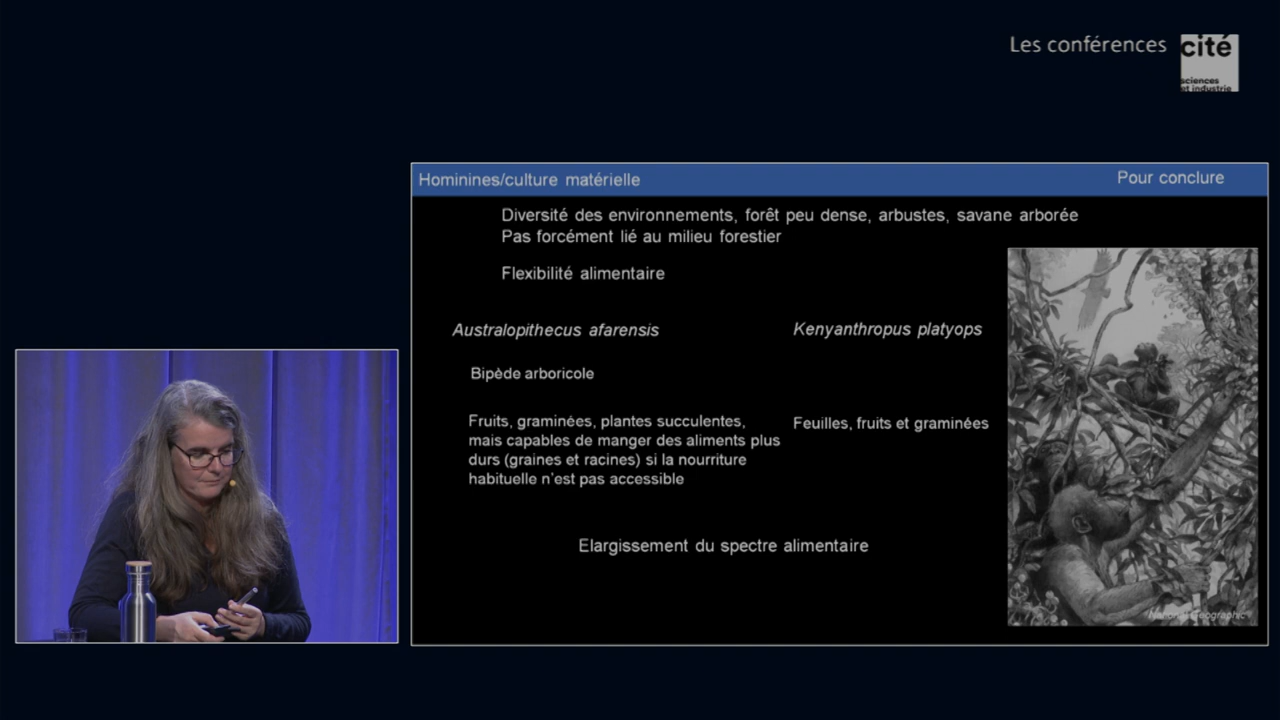 Les conférences
cité
sciences
et industrie
Hominines/culture matérielle
Pour conclure
Diversité des environnements, forêt peu dense, arbustes, savane arborée
Pas forcément lié au milieu forestier
Flexibilité alimentaire
Australopithecus afarensis
Kenyanthropus platyops
Bipède arboricole
Fruits, graminées, plantes succulentes,
mais capables de manger des aliments plus
durs (graines et racines) si la nourriture
habituelle n'est pas accessible
Feuilles, fruits et graminées
Elargissement du spectre alimentaire
National Geographic